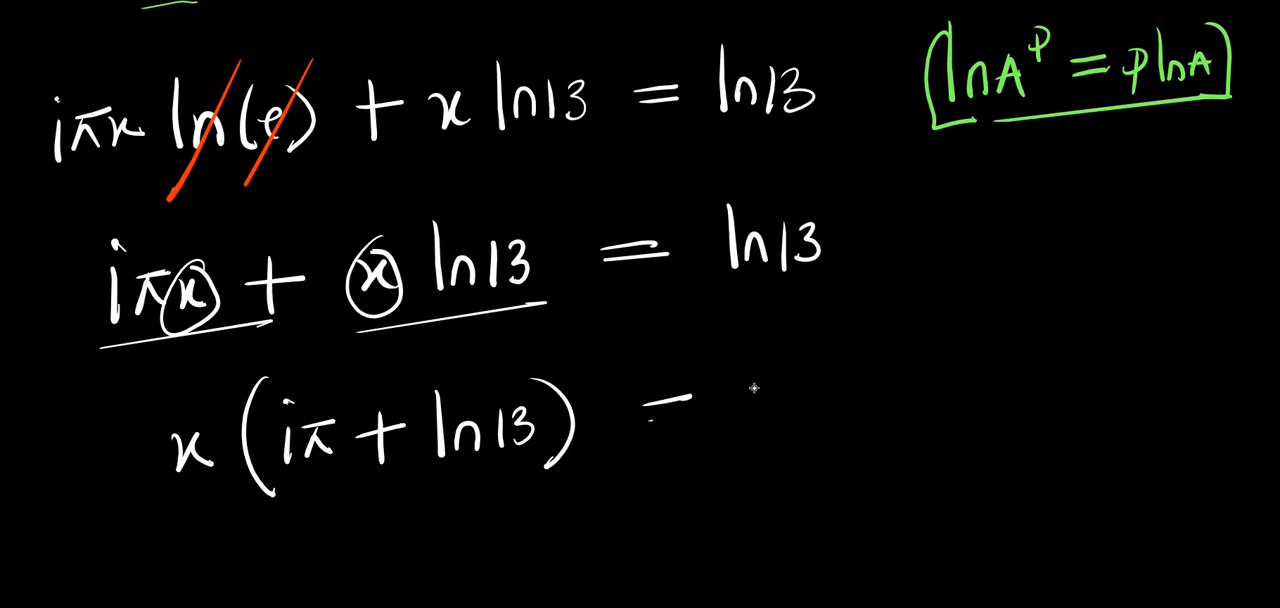 iπx ln(e) + x ln13 = ln13
(ln A^p = p ln A)
iπx + x ln13 = ln13
x(iπ + ln13) =